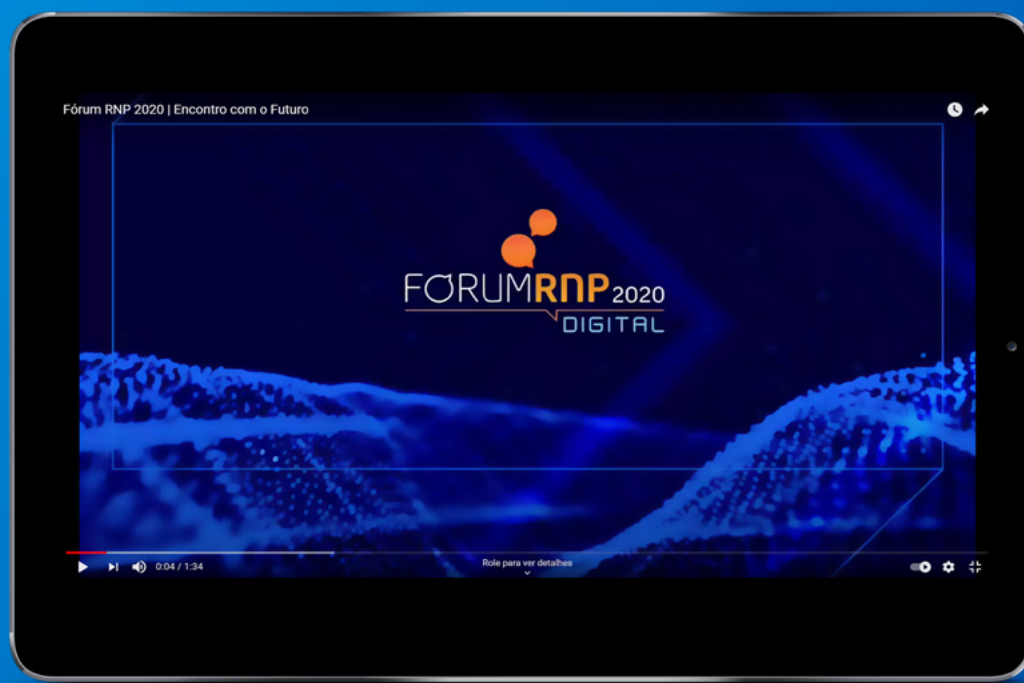 Fórum RNP 2020 | Encontro com o Futuro
FORUMRNP2020
DIGITAL
Role para ver detalhes
0:04 / 1:34